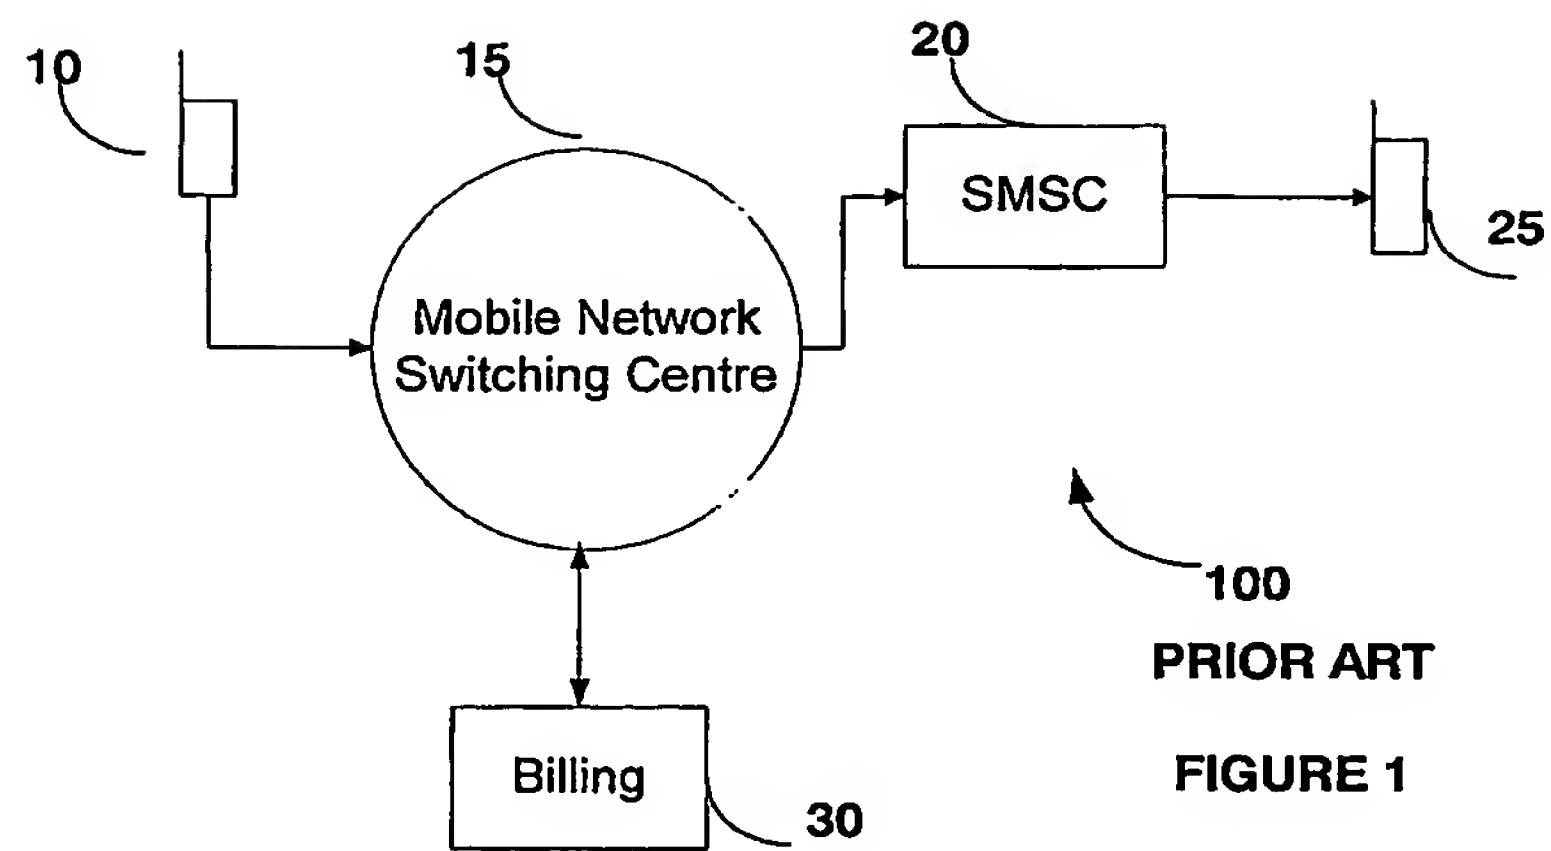 10
15
20
SMSC
25
Mobile Network
Switching Centre
100
PRIOR ART
FIGURE 1
Billing
30